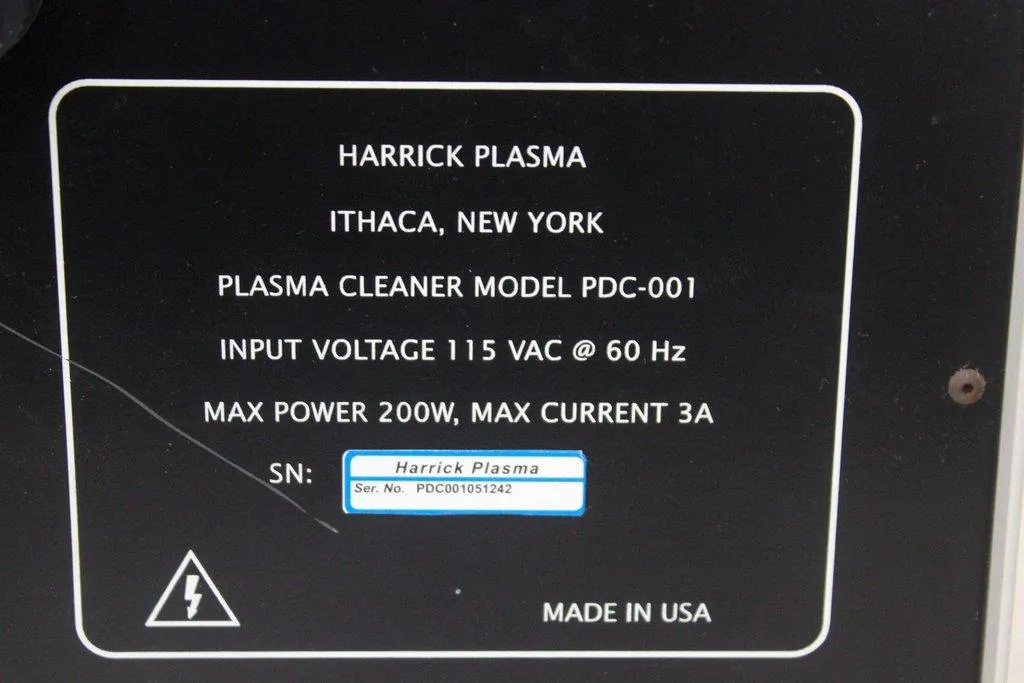 HARRICK PLASMA
ITHACA, NEW YORK
PLASMA CLEANER MODEL PDC-001
INPUT VOLTAGE 115 VAC @ 60 Hz
MAX POWER 200W, MAX CURRENT 3A
SN:
Harrick Plasma
Ser. No. PDC001051242
MADE IN USA